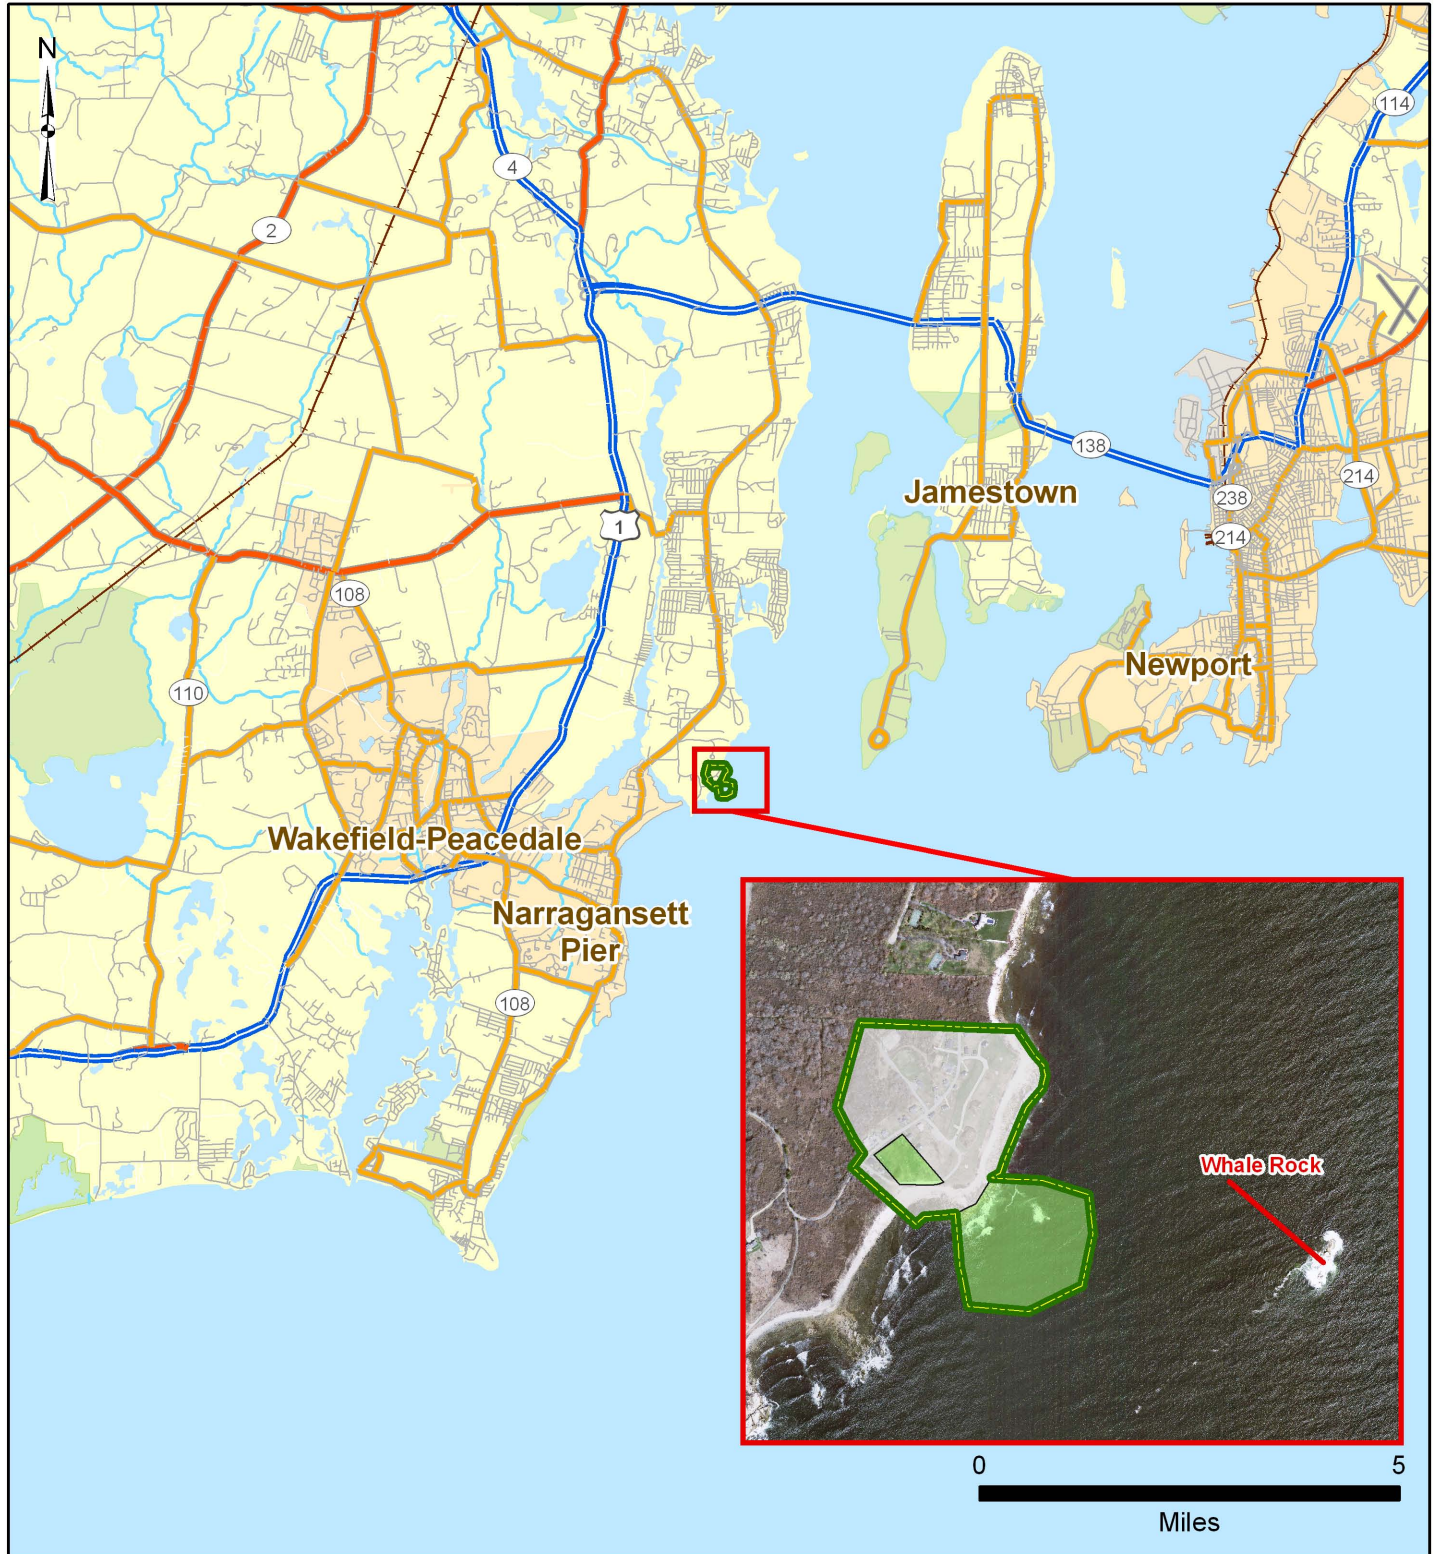 N
114
4
2
138
Jamestown
238
214
1
214
108
Newport
110
Wakefield-Peacedale
Narragansett
Pier
108
Whale Rock
0 5
Miles